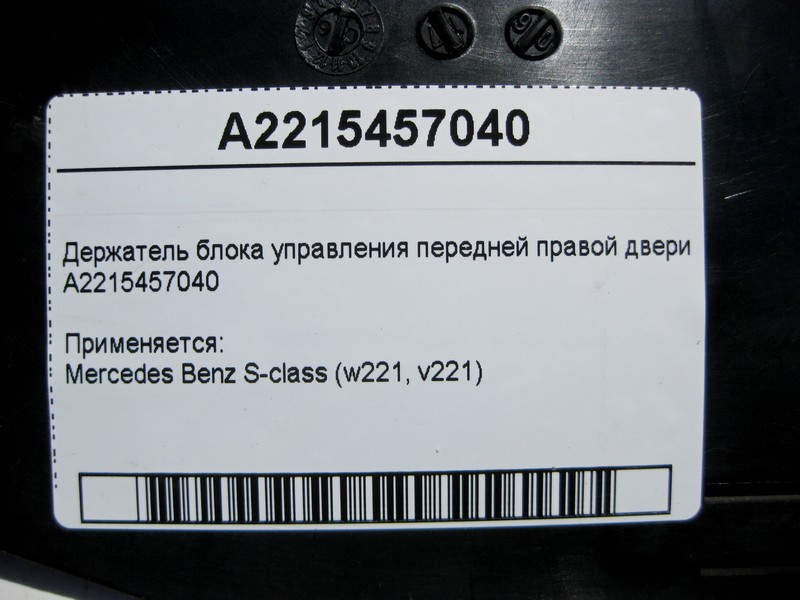 A2215457040
Держатель блока управления передней правой двери
A2215457040
Применяется:
Mercedes Benz S-class (w221, v221)